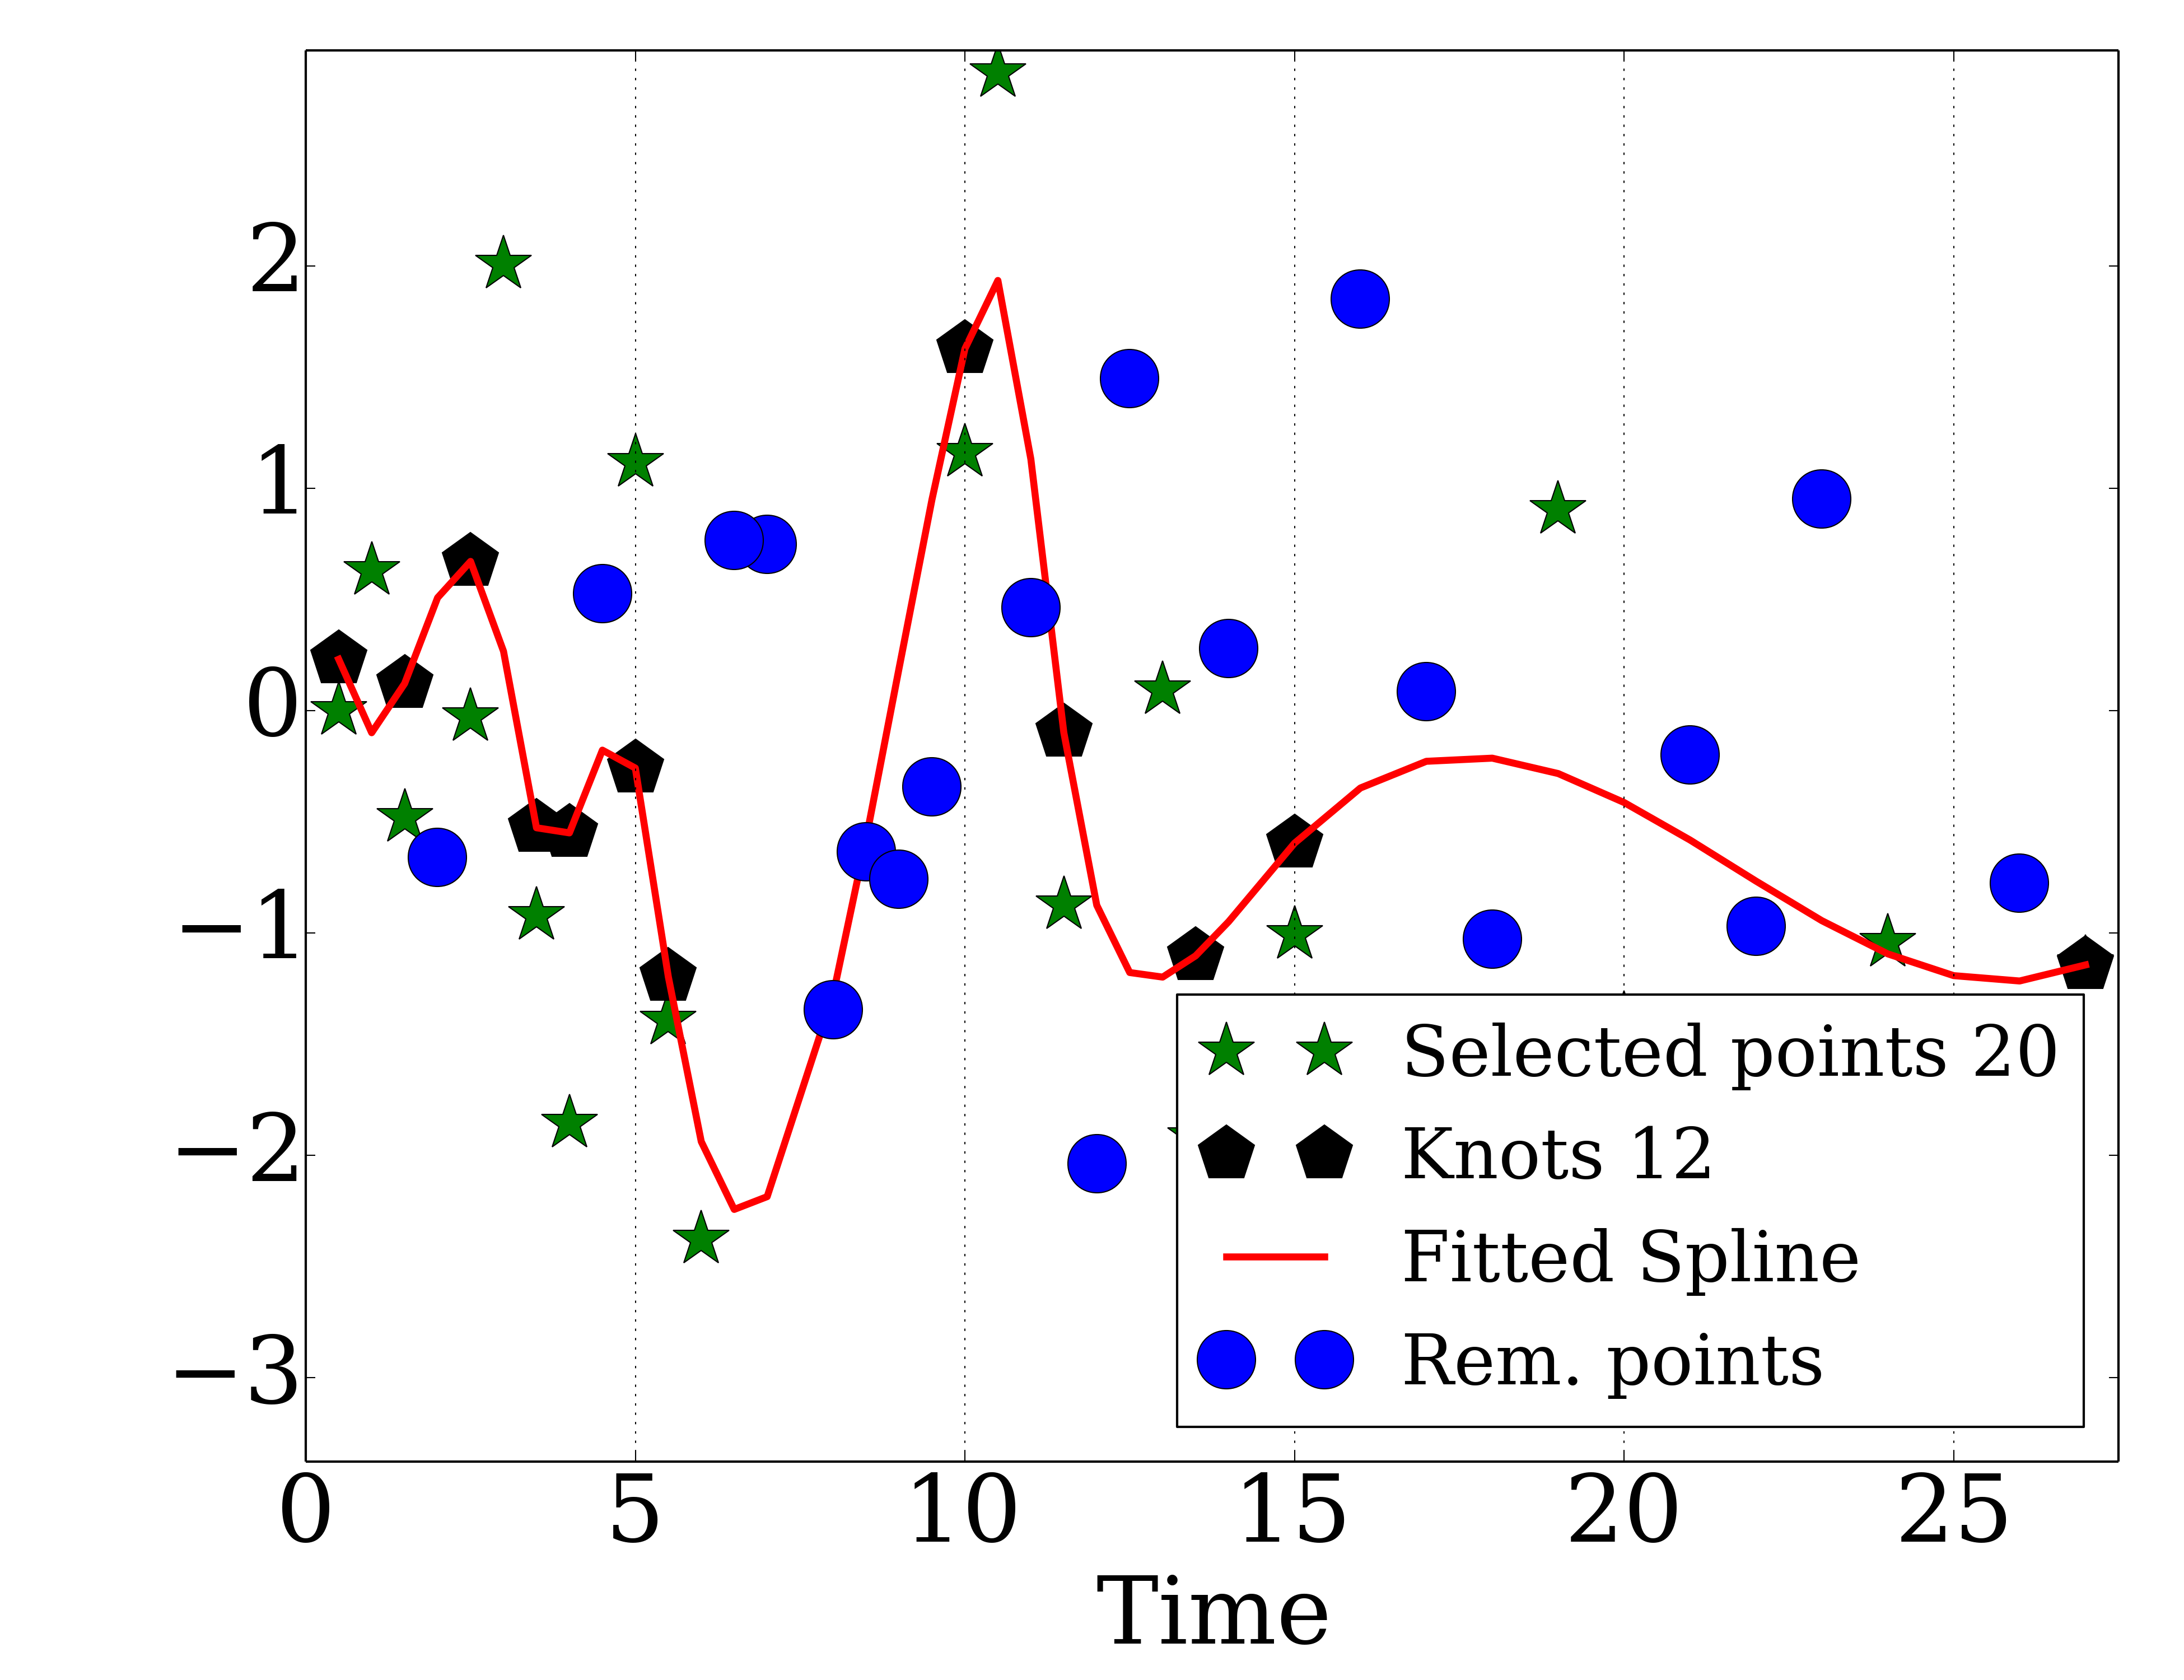 2
1
0
−1
−2
−3
0 5 10 15 20 25
Time
Selected points 20
Knots 12
Fitted Spline
Rem. points